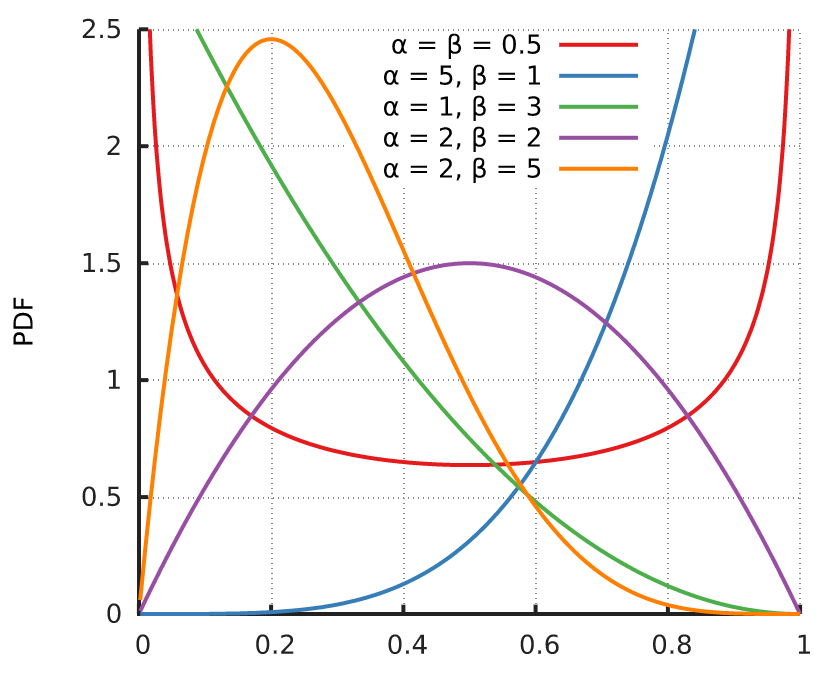 2.5
α = β = 0.5
α = 5, β = 1
α = 1, β = 3
α = 2, β = 2
α = 2, β = 5
2
1.5
PDF
1
0.5
0
0 0.2 0.4 0.6 0.8 1